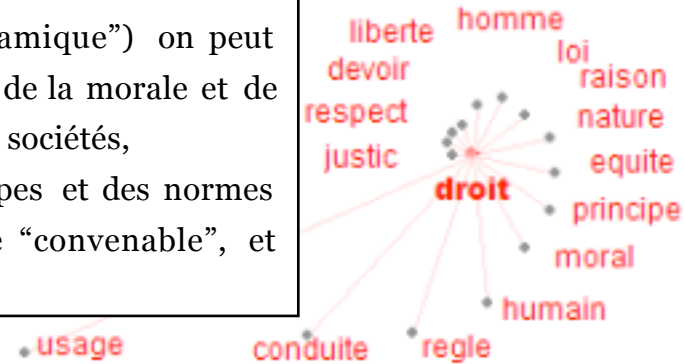 amique”) on peut
de la morale et de
sociétés,
pes et des normes
e “convenable”, et
homme
liberte
loi
devoir
raison
respect
nature
justic
equite
droit
principe
moral
humain
usage
conduite
regle